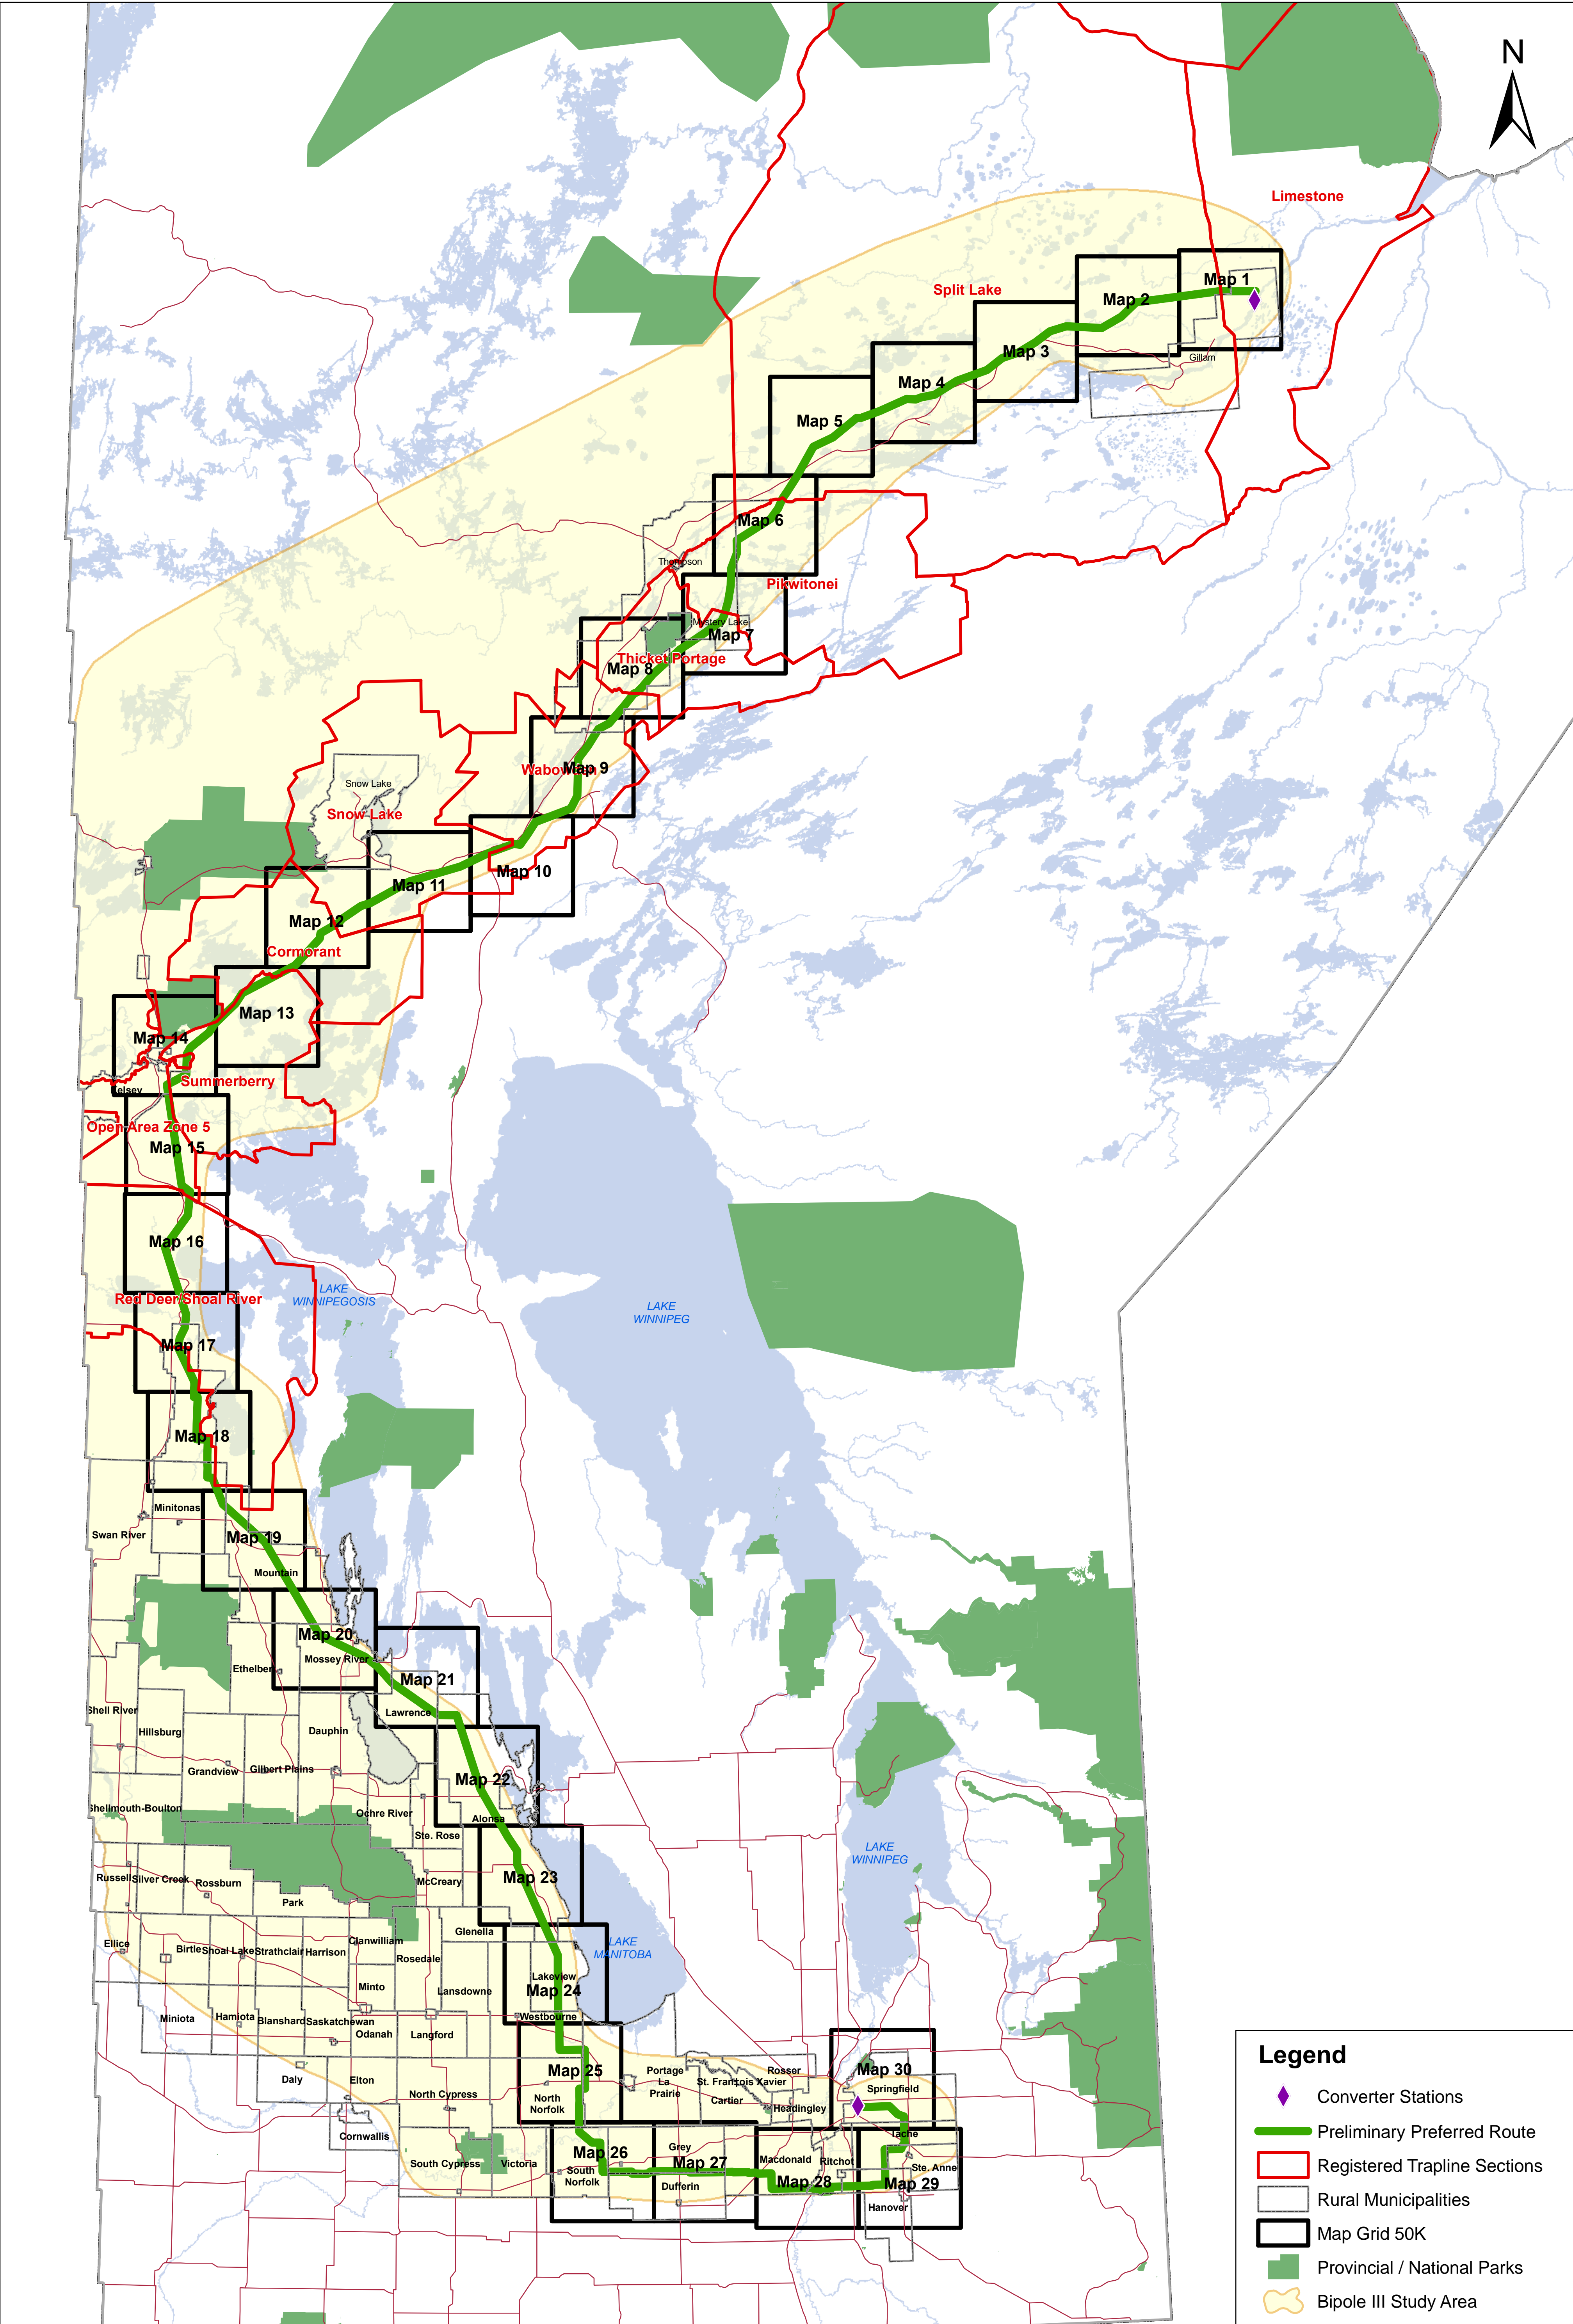 N
Limestone
Map 1
Split Lake
Map 2
Map 3
Gillam
Map 4
Map 5
Map 6
Thompson
Pikwitonei
Mystery Lake
Map 7
Thicket Portage
Map 8
Wabowden
Map 9
Snow Lake
Snow Lake
Map 10
Map 11
Map 12
Cormorant
Map 13
Map 14
Summerberry
Kelsey
Open Area Zone 5
Map 15
Map 16
LAKE
WINNIPEGOSIS
Red Deer/Shoal River
LAKE
WINNIPEG
Map 17
Map 18
Minitonas
Swan River
Map 19
Mountain
Map 20
Mossey River
Ethelbert
Map 21
Shell River
Lawrence
Hillsburg
Dauphin
Grandview
Gilbert Plains
Map 22
Shellmouth-Boulton
Ochre River
Alonsa
Ste. Rose
LAKE
WINNIPEG
Russell
Silver Creek
Rossburn
McCreary
Map 23
Park
Glenella
Ellice
Birtle
Shoal Lake
Strathclair
Harrison
Clanwilliam
Rosedale
LAKE
MANITOBA
Lakeview
Minto
Lansdowne
Map 24
Miniota
Hamiota
Blanshard
Saskatchewan
Westbourne
Odanah
Langford
Map 25
Portage
La
Prairie
Rosser
St. François Xavier
Map 30
Springfield
Daly
Elton
North Cypress
North
Norfolk
Cartier
Headingley
Cornwallis
Tache
Map 26
Grey
Map 27
Macdonald
Ritchot
Ste. Anne
South Cypress
Victoria
South
Norfolk
Dufferin
Map 28
Map 29
Hanover
Legend
Converter Stations
Preliminary Preferred Route
Registered Trapline Sections
Rural Municipalities
Map Grid 50K
Provincial / National Parks
Bipole III Study Area